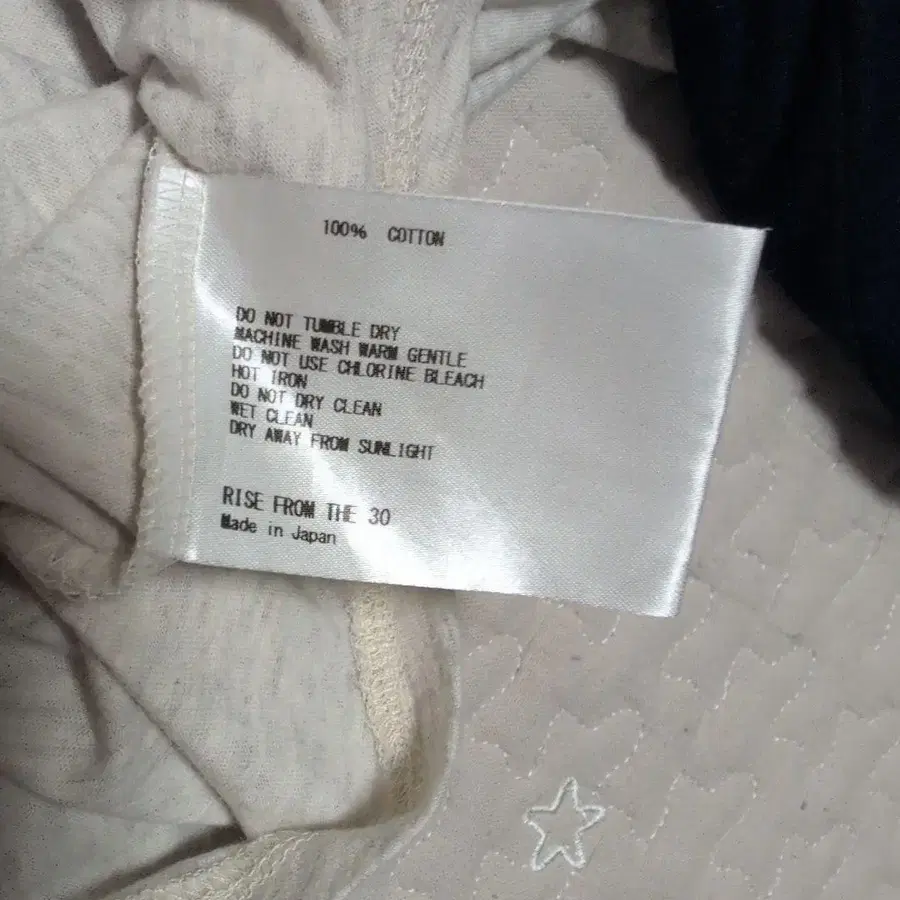 100% COTTON
DO NOT TUMBLE DRY
MACHINE WASH WARM GENTLE
DO NOT USE CHLORINE BLEACH
HOT IRON
DO NOT DRY CLEAN
WET CLEAN
DRY AWAY FROM SUNLIGHT
RISE FROM THE 30
Made in Japan